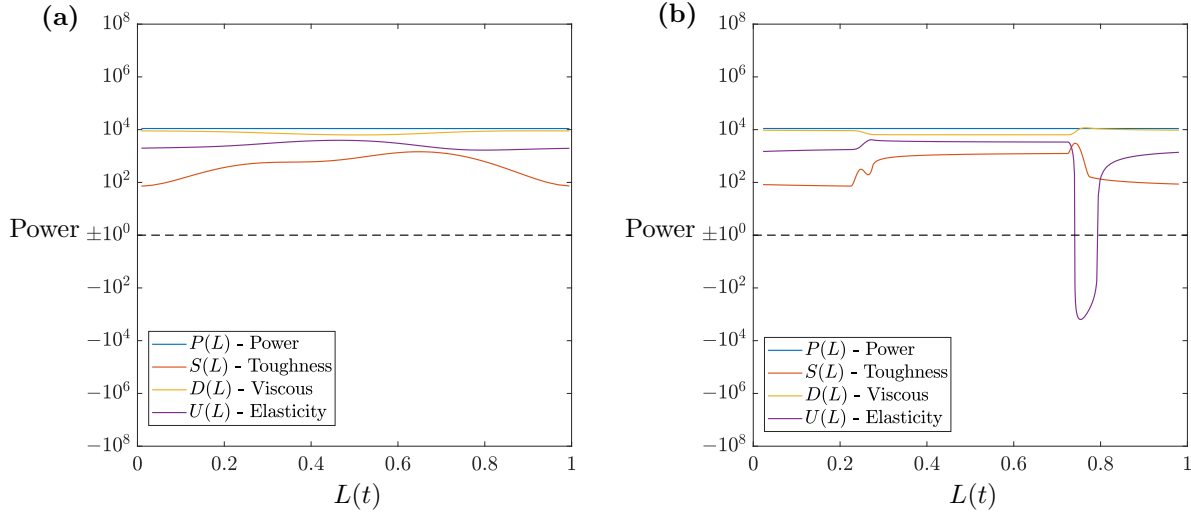 (a)
10^8
10^6
10^4
10^2
Power ±10^0
−10^2
−10^4
−10^6
−10^8
P(L) - Power
S(L) - Toughness
D(L) - Viscous
U(L) - Elasticity
0 0.2 0.4 0.6 0.8 1
L(t)
(b)
10^8
10^6
10^4
10^2
Power ±10^0
−10^2
−10^4
−10^6
−10^8
P(L) - Power
S(L) - Toughness
D(L) - Viscous
U(L) - Elasticity
0 0.2 0.4 0.6 0.8 1
L(t)